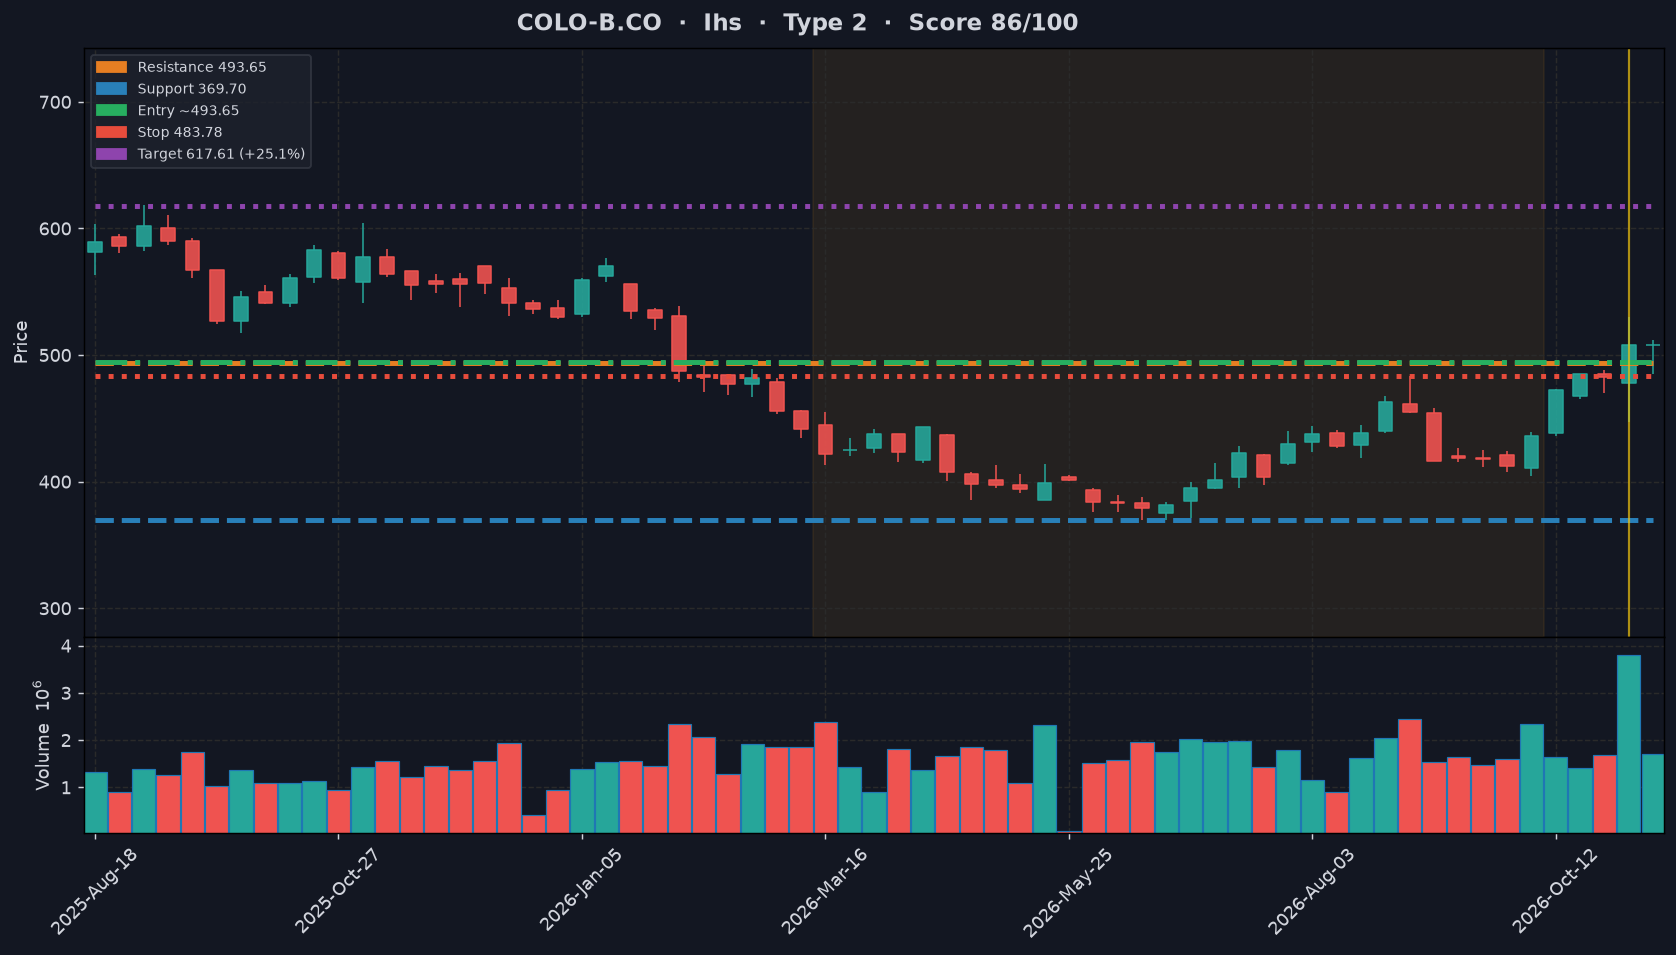 COLO-B.CO · Ihs · Type 2 · Score 86/100
Resistance 493.65
Support 369.70
Entry ~493.65
Stop 483.78
Target 617.61 (+25.1%)
Price
700
600
500
400
300
Volume 10⁶
4
3
2
1
2025-Aug-18
2025-Oct-27
2026-Jan-05
2026-Mar-16
2026-May-25
2026-Aug-03
2026-Oct-12